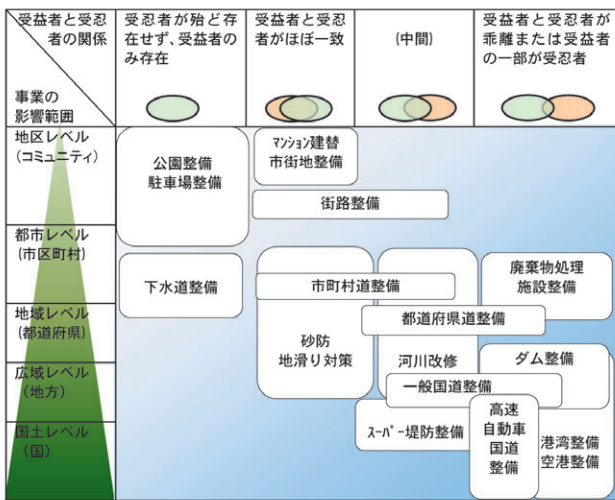 受益者と受忍
者の関係
事業の
影響範囲
受忍者が殆ど存
在せず、受益者の
み存在
受益者と受忍
者がほぼ一致
(中間)
受益者と受忍者が
乖離または受益者
の一部が受忍者
地区レベル
(コミュニティ)
都市レベル
(市区町村)
地域レベル
(都道府県)
広域レベル
(地方)
国土レベル
(国)
公園整備
駐車場整備
マンション建替
市街地整備
街路整備
下水道整備
市町村道整備
廃棄物処理
施設整備
都道府県道整備
砂防
地滑り対策
河川改修
ダム整備
一般国道整備
スーパー堤防整備
高速
自動車
国道
整備
港湾整備
空港整備